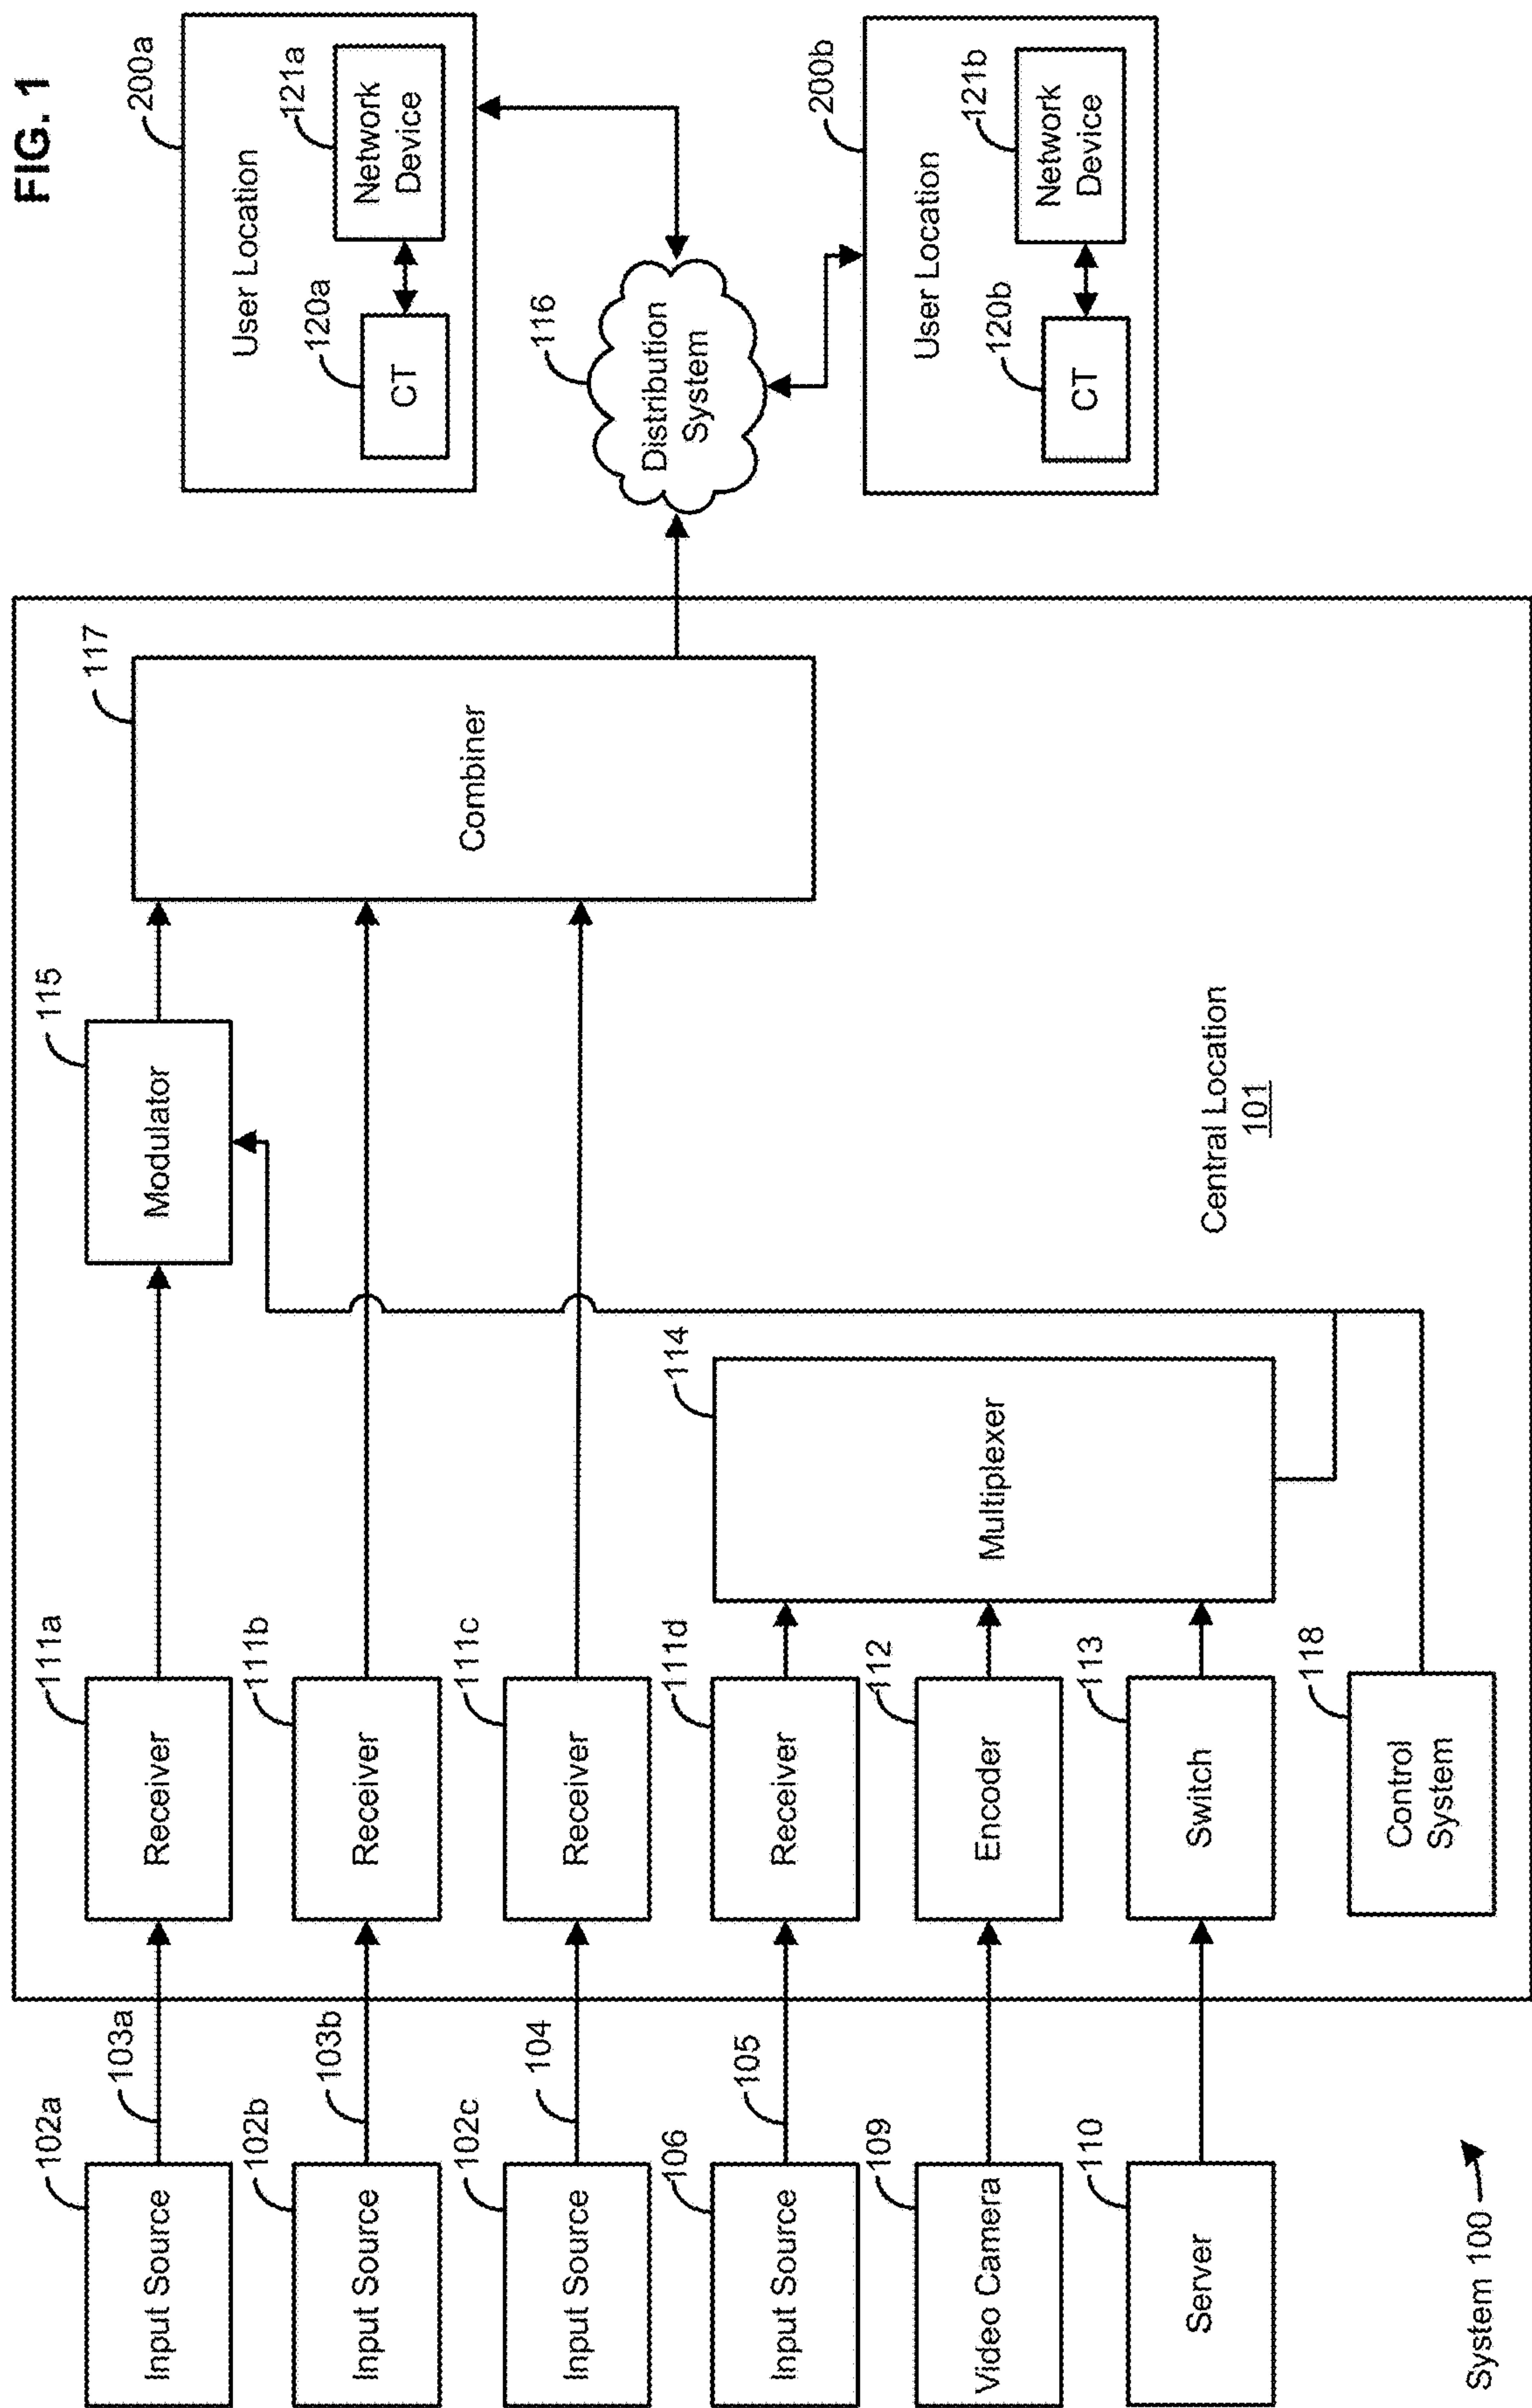 FIG. 1
102a
Input Source
103a
111a
Receiver
115
Modulator
117
Combiner
102b
Input Source
103b
111b
Receiver
102c
Input Source
104
111c
Receiver
106
Input Source
105
111d
Receiver
114
Multiplexer
109
Video Camera
112
Encoder
110
Server
113
Switch
118
Control
System
Central Location
101
116
Distribution
System
200a
User Location
120a
CT
121a
Network
Device
200b
User Location
120b
CT
121b
Network
Device
System 100